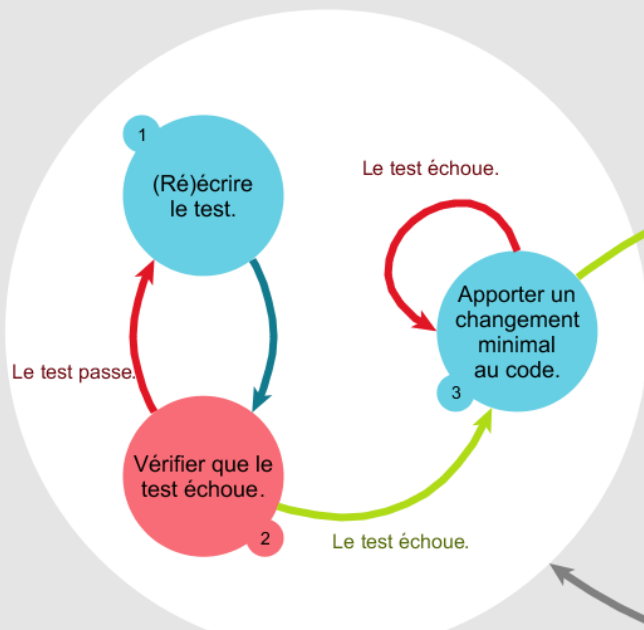 1
(Ré)écrire
le test.
Le test échoue.
Apporter un
changement
minimal
au code.
3
Le test passe.
Vérifier que le
test échoue.
2
Le test échoue.